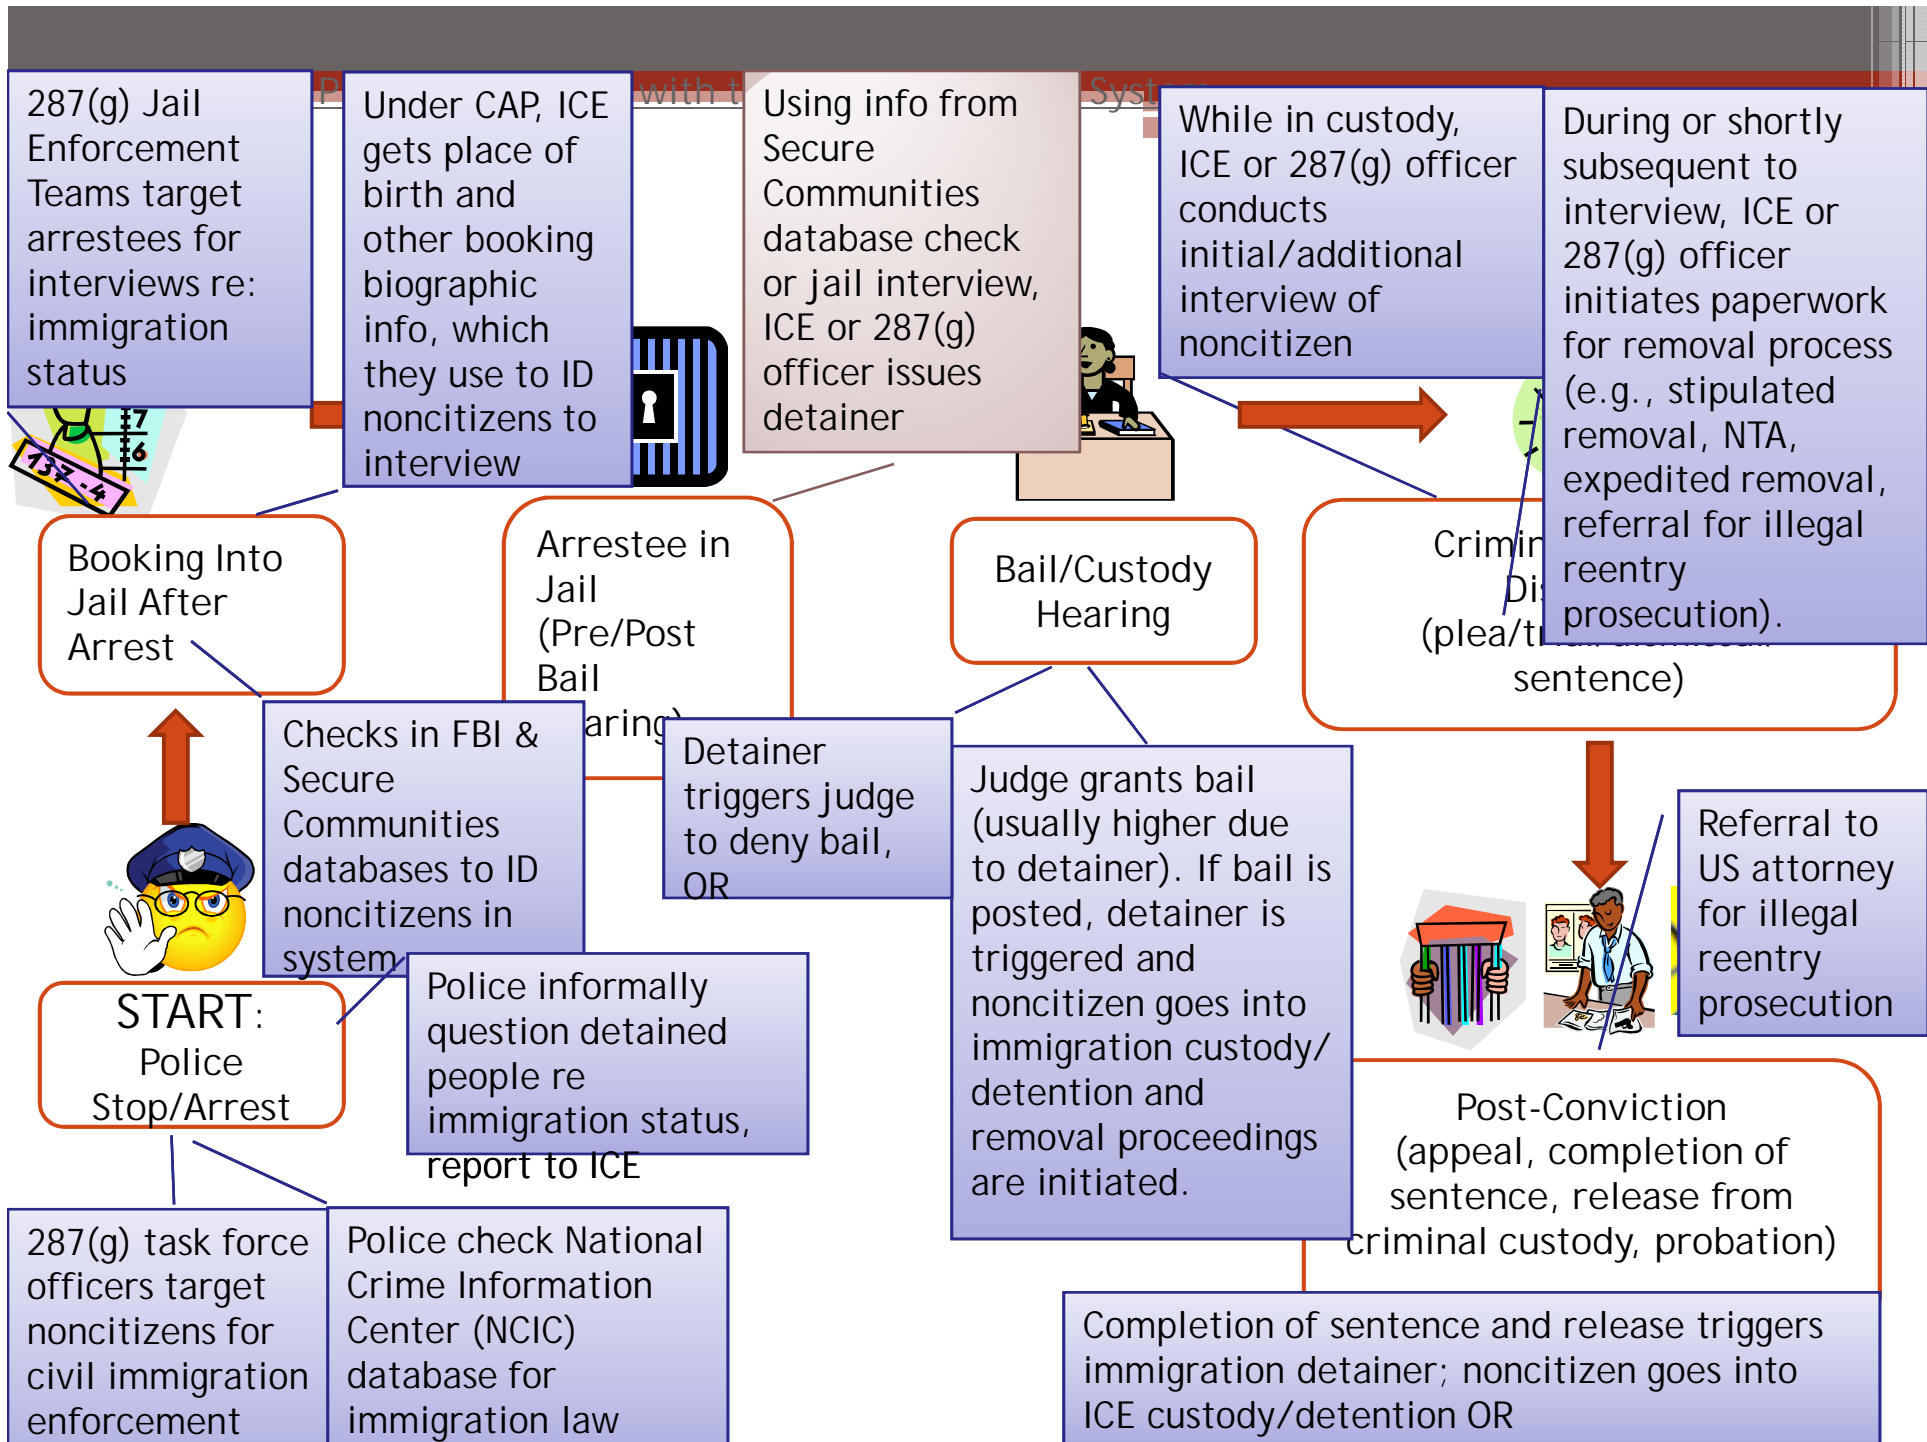 with t
287(g) Jail
Enforcement
Teams target
arrestees for
interviews re:
immigration
status
Under CAP, ICE
gets place of
birth and
other booking
biographic
info, which
they use to ID
noncitizens to
interview
Using info from
Secure
Communities
database check
or jail interview,
ICE or 287(g)
officer issues
detainer
While in custody,
ICE or 287(g) officer
conducts
initial/additional
interview of
noncitizen
During or shortly
subsequent to
interview, ICE or
287(g) officer
initiates paperwork
for removal process
(e.g., stipulated
removal, NTA,
expedited removal,
referral for illegal
reentry
prosecution).
17
16
137-4
Booking Into
Jail After
Arrest
Arrestee in
Jail
(Pre/Post
Bail
aring)
Bail/Custody
Hearing
Crimin
Dis
(plea/tr
sentence)
Checks in FBI &
Secure
Communities
databases to ID
noncitizens in
system
Detainer
triggers judge
to deny bail,
OR
Judge grants bail
(usually higher due
to detainer). If bail is
posted, detainer is
triggered and
noncitizen goes into
immigration custody/
detention and
removal proceedings
are initiated.
Referral to
US attorney
for illegal
reentry
prosecution
START:
Police
Stop/Arrest
Police informally
question detained
people re
immigration status,
report to ICE
Post-Conviction
(appeal, completion of
sentence, release from
criminal custody, probation)
287(g) task force
officers target
noncitizens for
civil immigration
enforcement
Police check National
Crime Information
Center (NCIC)
database for
immigration law
Completion of sentence and release triggers
immigration detainer; noncitizen goes into
ICE custody/detention OR